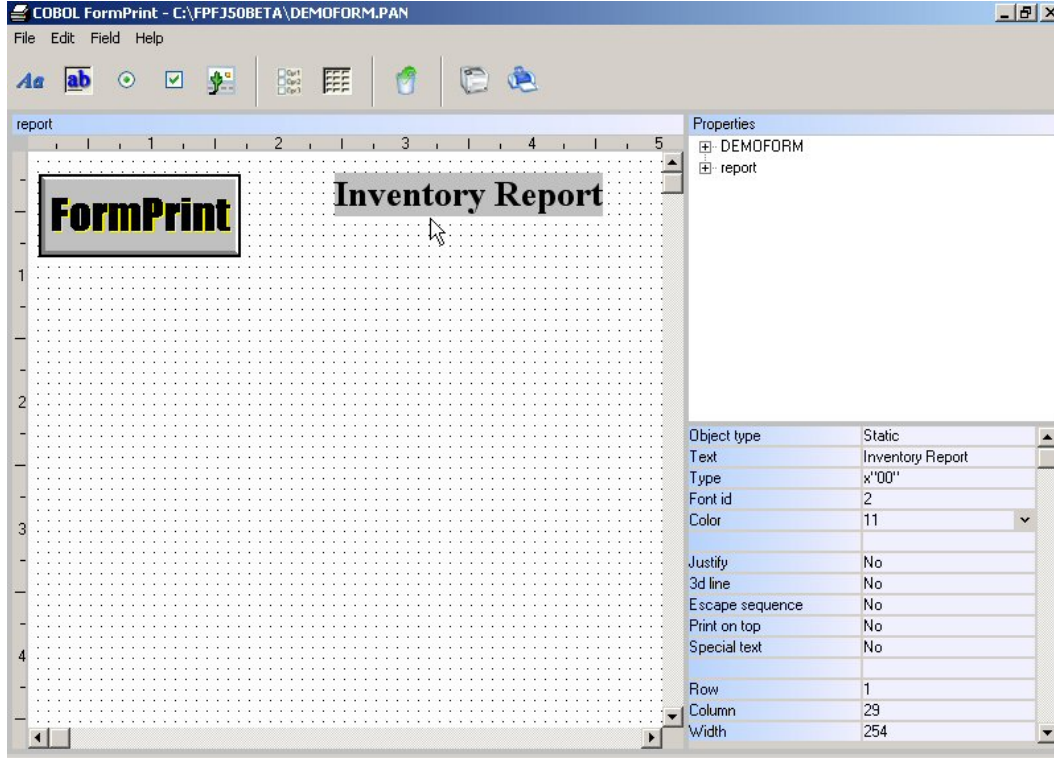 COBOL FormPrint - C:\FPFJ50BETA\DEMOFORM.PAN
File Edit Field Help
Aa ab
report
1 2 3 4 5
FormPrint
Inventory Report
1
2
3
4
Properties
DEMOFORM
report
Object type Static
Text Inventory Report
Type x"00"
Font id 2
Color 11
Justify No
3d line No
Escape sequence No
Print on top No
Special text No
Row 1
Column 29
Width 254